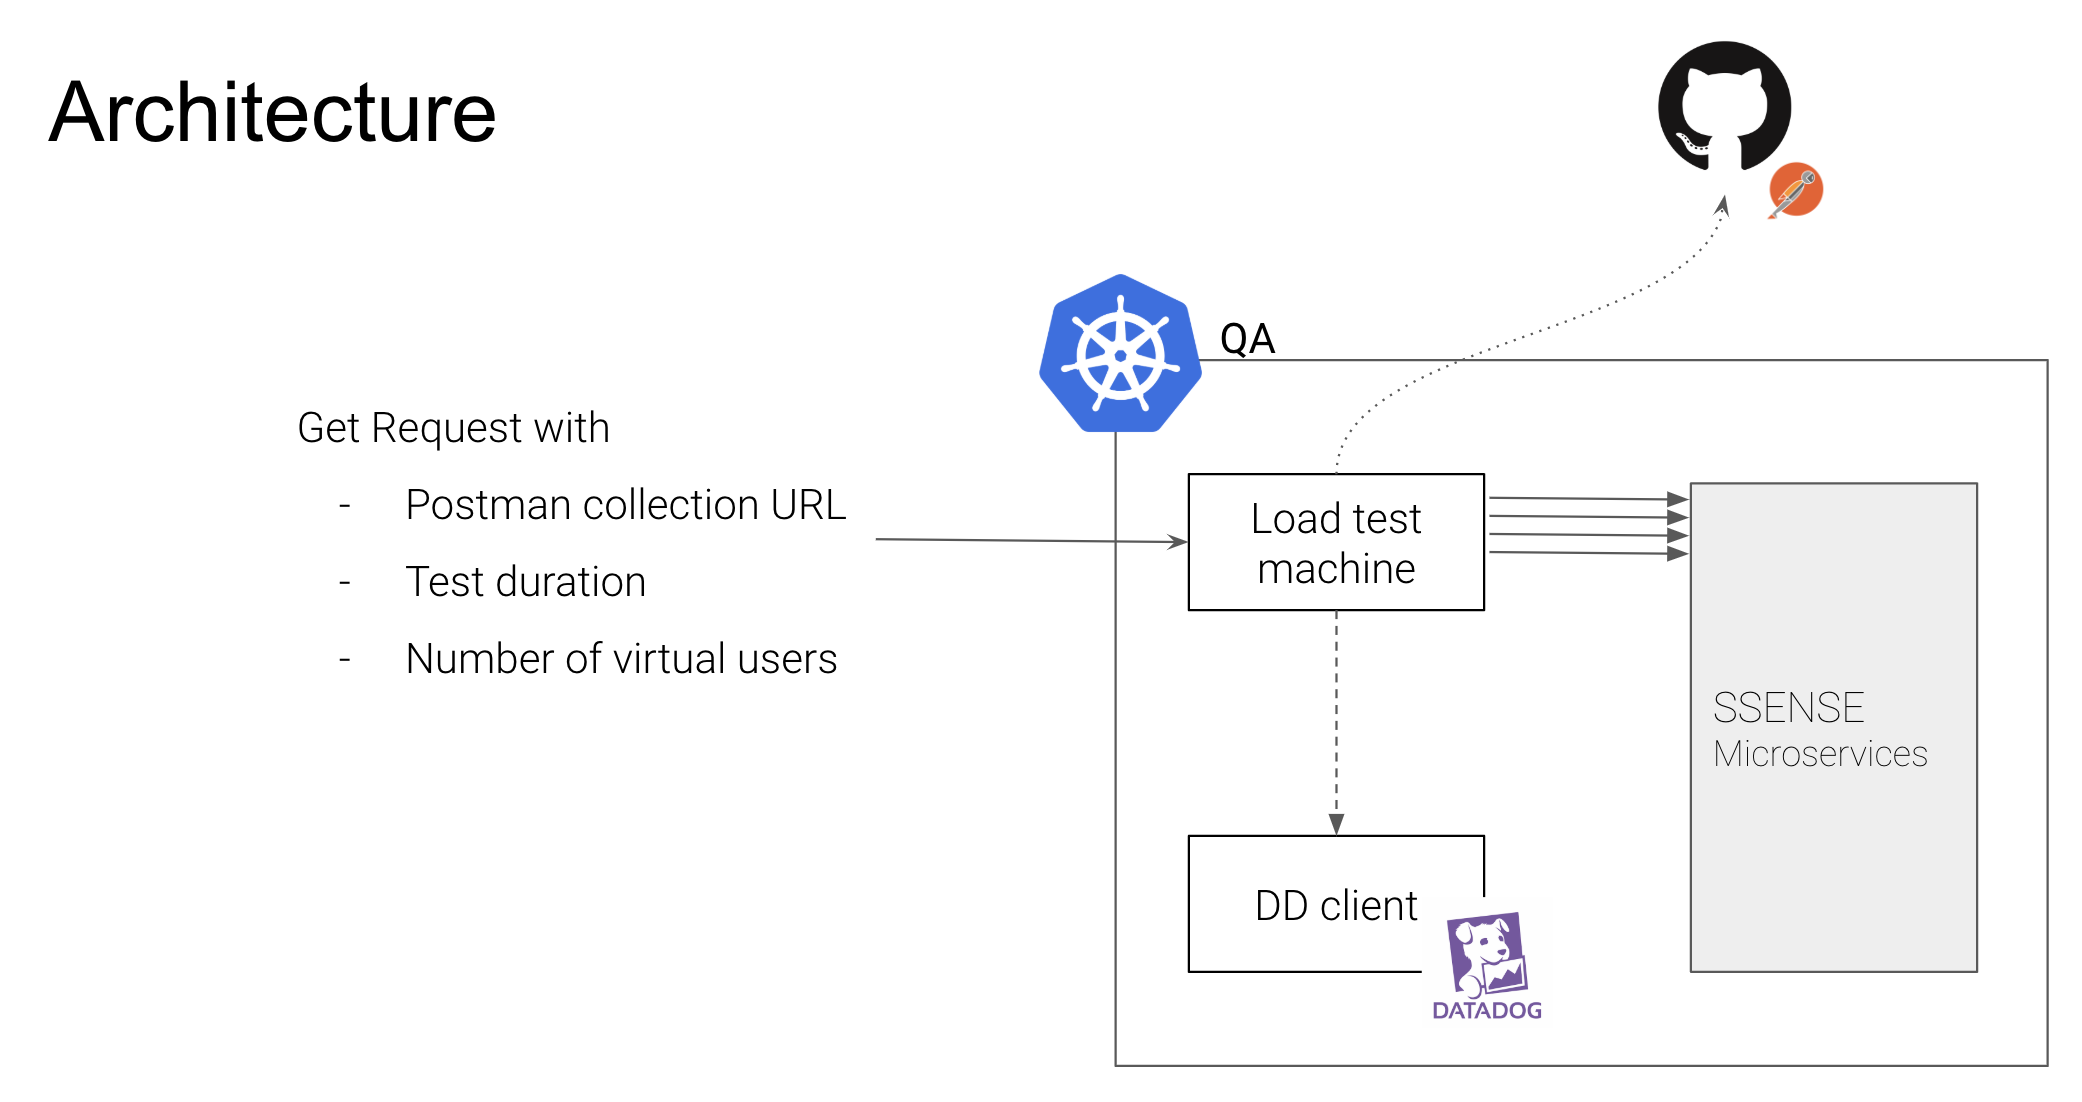 Architecture
QA
Get Request with
- Postman collection URL
- Test duration
- Number of virtual users
Load test
machine
SSENSE
Microservices
DD client
DATADOG